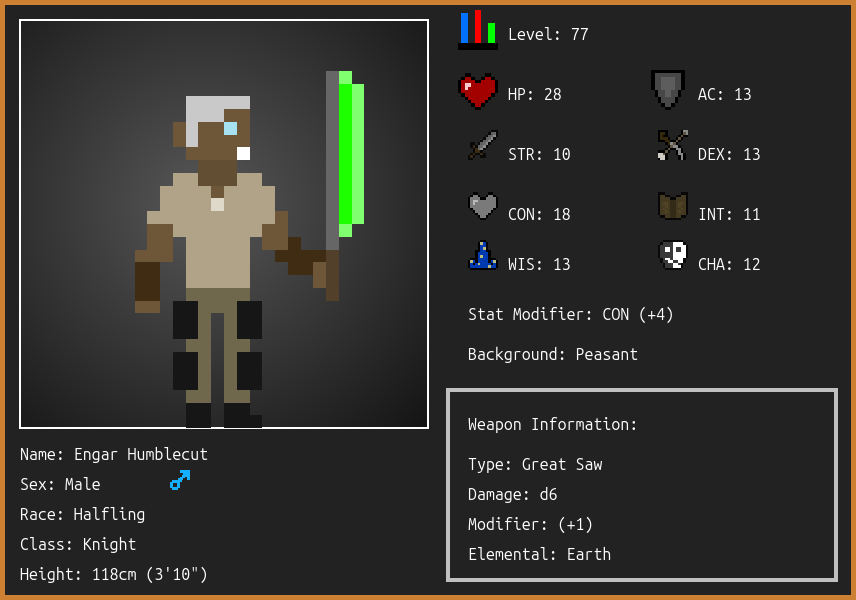 Level: 77
HP: 28
AC: 13
STR: 10
DEX: 13
CON: 18
INT: 11
WIS: 13
CHA: 12
Stat Modifier: CON (+4)
Background: Peasant
Weapon Information:
Type: Great Saw
Damage: d6
Modifier: (+1)
Elemental: Earth
Name: Engar Humblecut
Sex: Male
Race: Halfling
Class: Knight
Height: 118cm (3'10")